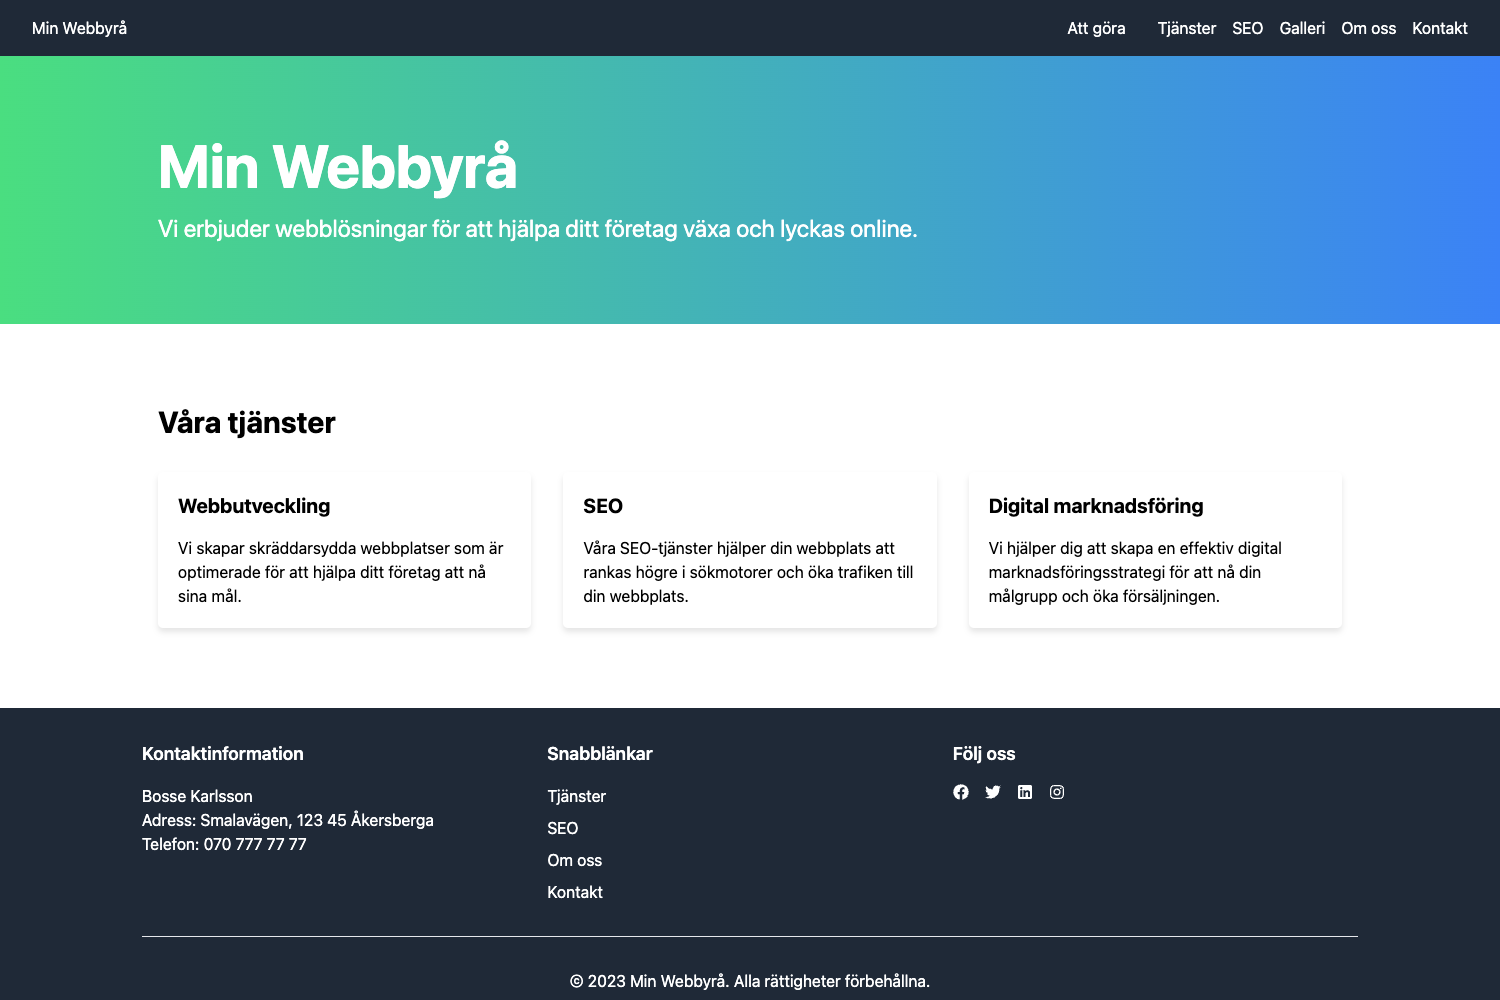 Min Webbyrå
Att göra Tjänster SEO Galleri Om oss Kontakt
Min Webbyrå
Vi erbjuder webblösningar för att hjälpa ditt företag växa och lyckas online.
Våra tjänster
Webbutveckling
Vi skapar skräddarsydda webbplatser som är
optimerade för att hjälpa ditt företag att nå
sina mål.
SEO
Våra SEO-tjänster hjälper din webbplats att
rankas högre i sökmotorer och öka trafiken till
din webbplats.
Digital marknadsföring
Vi hjälper dig att skapa en effektiv digital
marknadsföringsstrategi för att nå din
målgrupp och öka försäljningen.
Kontaktinformation
Bosse Karlsson
Adress: Smalavägen, 123 45 Åkersberga
Telefon: 070 777 77 77
Snabblänkar
Tjänster
SEO
Om oss
Kontakt
Följ oss
© 2023 Min Webbyrå. Alla rättigheter förbehållna.